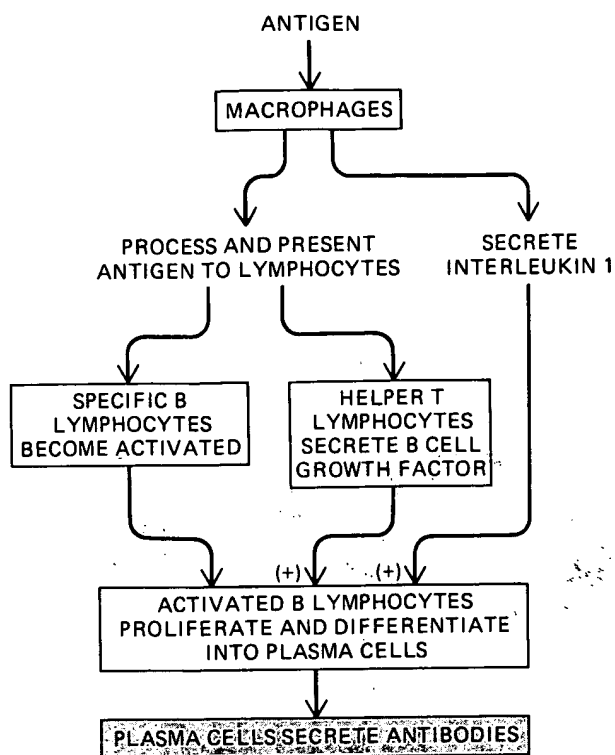 ANTIGEN
MACROPHAGES
PROCESS AND PRESENT
ANTIGEN TO LYMPHOCYTES
SECRETE
INTERLEUKIN 1
SPECIFIC B
LYMPHOCYTES
BECOME ACTIVATED
HELPER T
LYMPHOCYTES
SECRETE B CELL
GROWTH FACTOR
(+) (+)
ACTIVATED B LYMPHOCYTES
PROLIFERATE AND DIFFERENTIATE
INTO PLASMA CELLS
PLASMA CELLS SECRETE ANTIBODIES